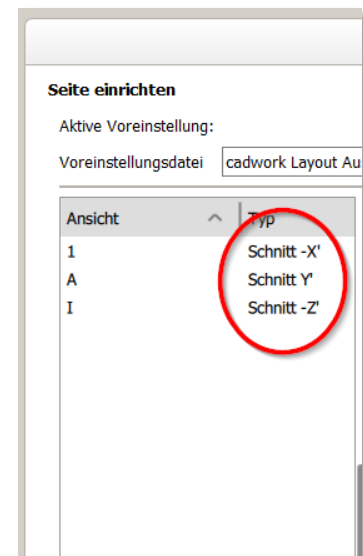 Seite einrichten
Aktive Voreinstellung:
Voreinstellungsdatei cadwork Layout Au
Ansicht Typ
1 Schnitt -X'
A Schnitt Y'
I Schnitt -Z'